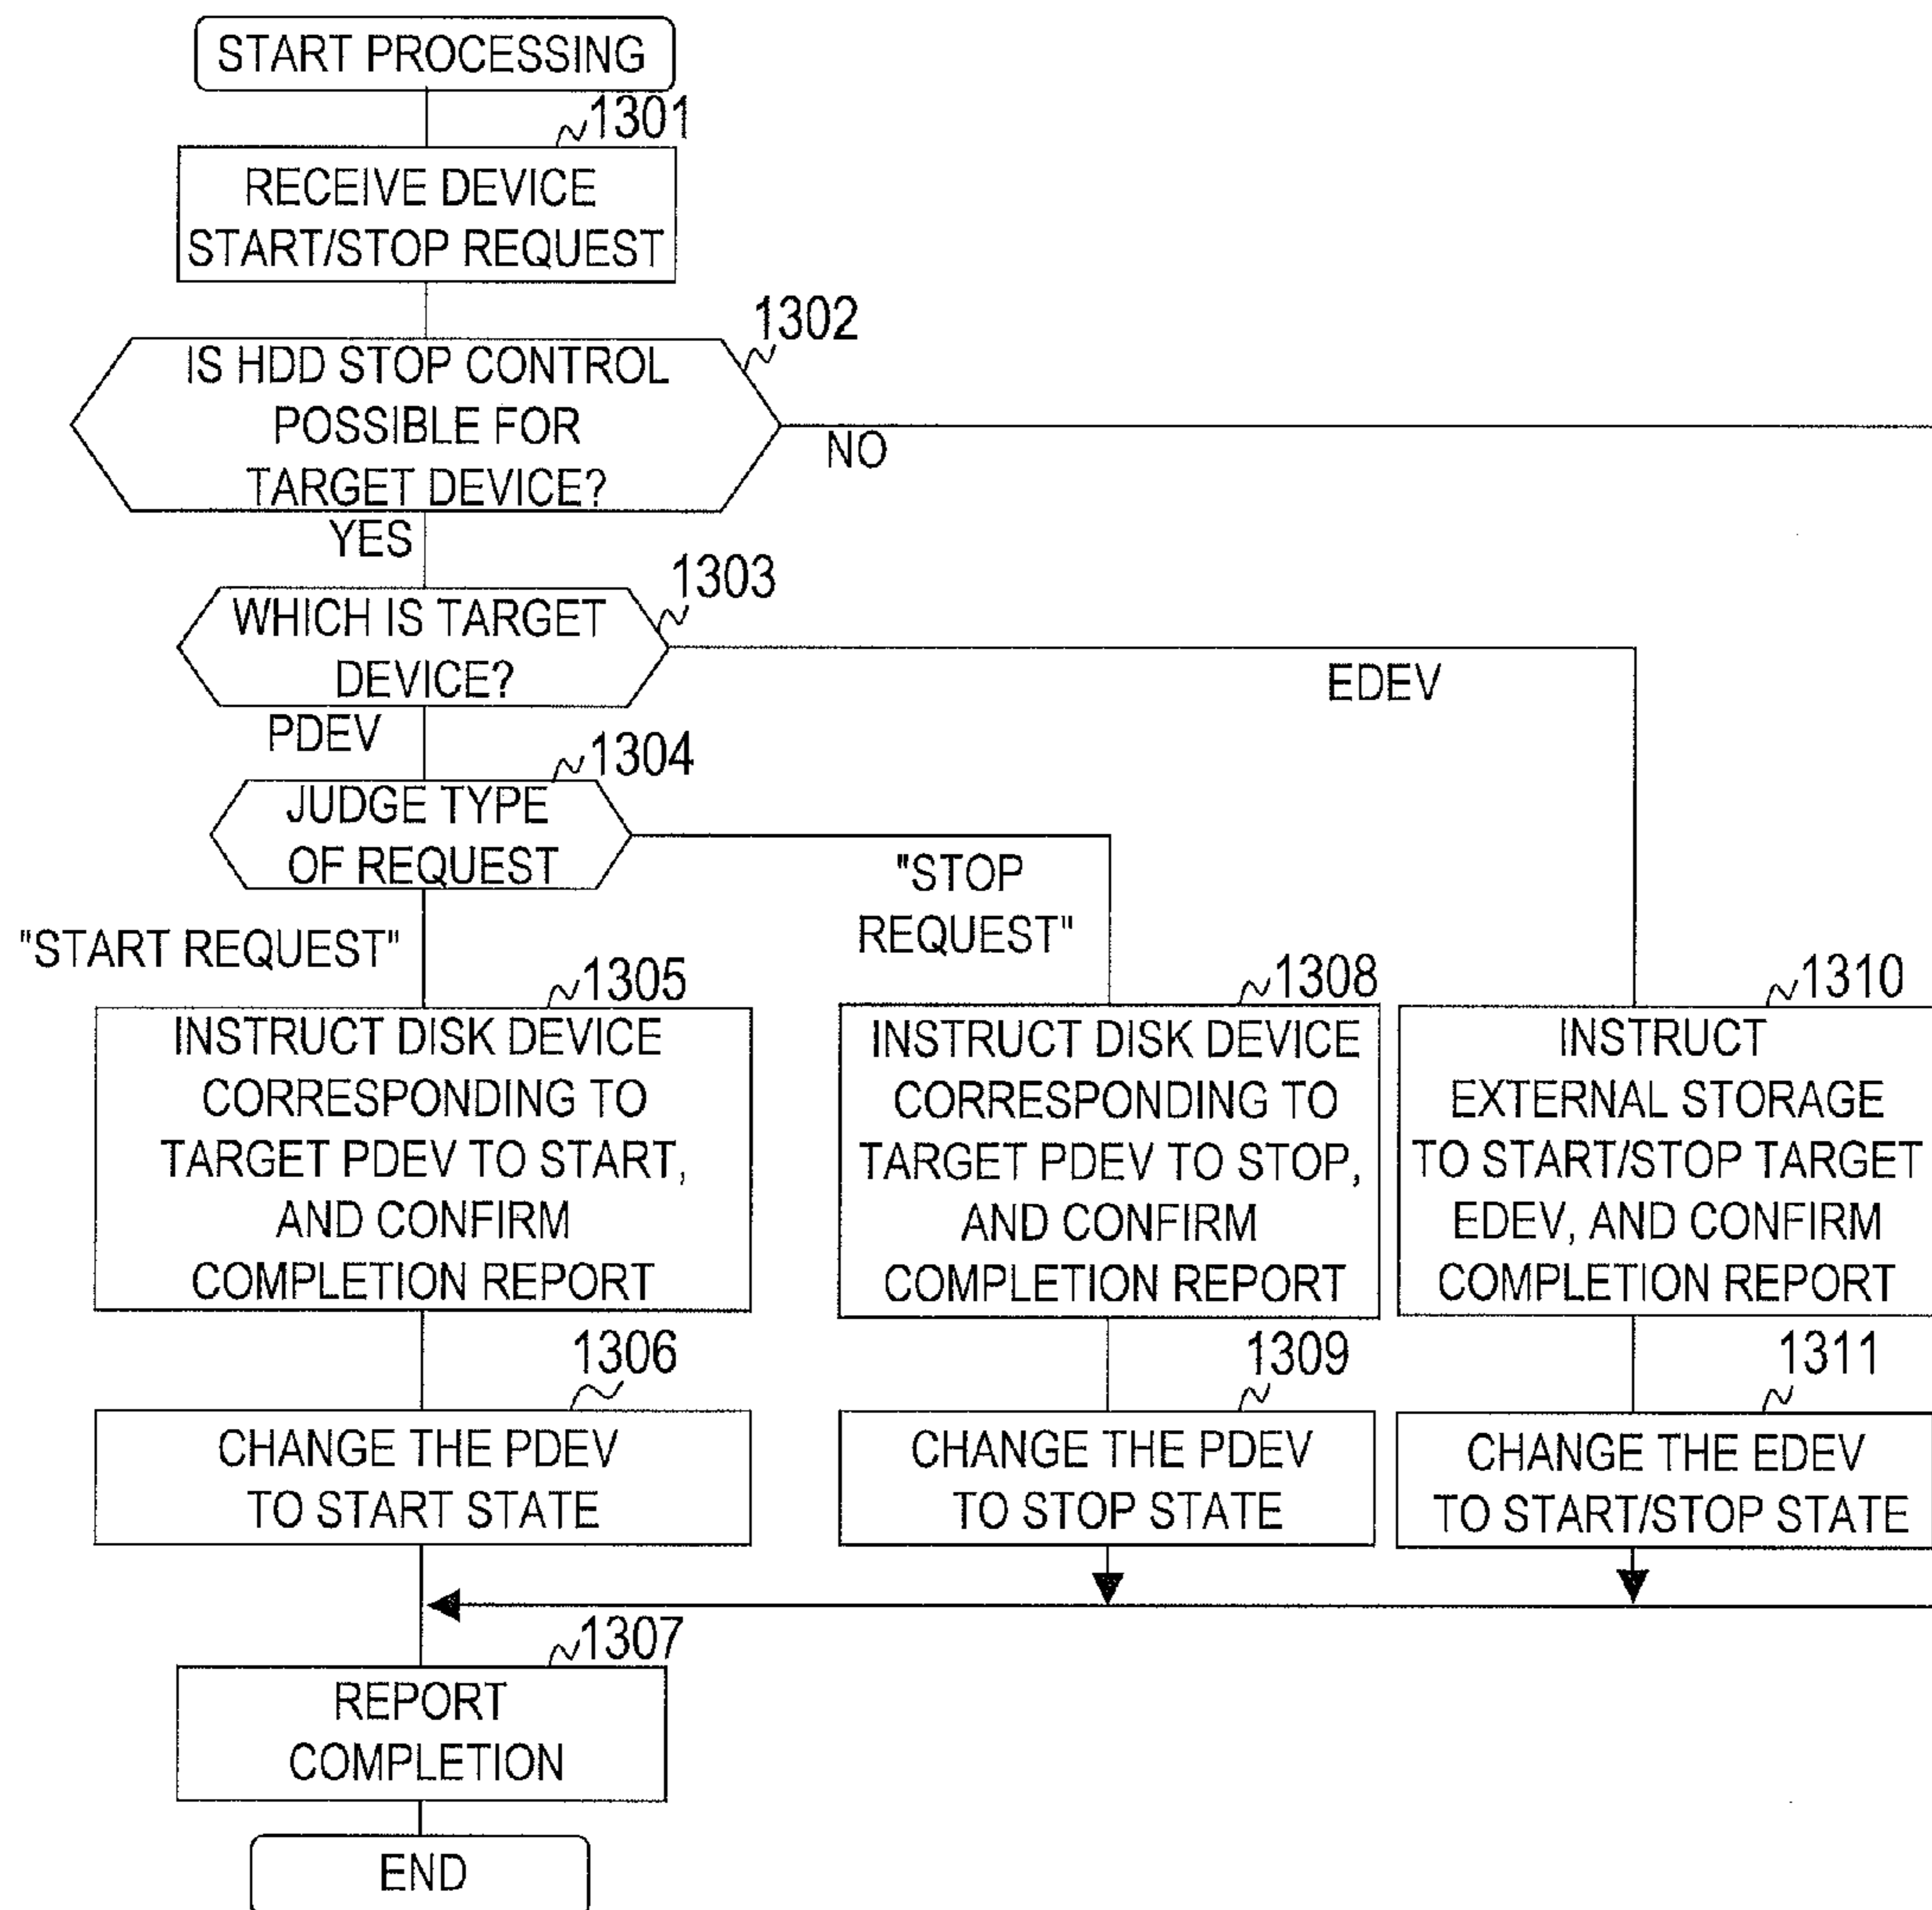 START PROCESSING
1301
RECEIVE DEVICE
START/STOP REQUEST
1302
IS HDD STOP CONTROL
POSSIBLE FOR
TARGET DEVICE?
NO
YES
1303
WHICH IS TARGET
DEVICE?
EDEV
PDEV
1304
JUDGE TYPE
OF REQUEST
"STOP
REQUEST"
"START REQUEST"
1305
INSTRUCT DISK DEVICE
CORRESPONDING TO
TARGET PDEV TO START,
AND CONFIRM
COMPLETION REPORT
1308
INSTRUCT DISK DEVICE
CORRESPONDING TO
TARGET PDEV TO STOP,
AND CONFIRM
COMPLETION REPORT
1310
INSTRUCT
EXTERNAL STORAGE
TO START/STOP TARGET
EDEV, AND CONFIRM
COMPLETION REPORT
1306
CHANGE THE PDEV
TO START STATE
1309
CHANGE THE PDEV
TO STOP STATE
1311
CHANGE THE EDEV
TO START/STOP STATE
1307
REPORT
COMPLETION
END